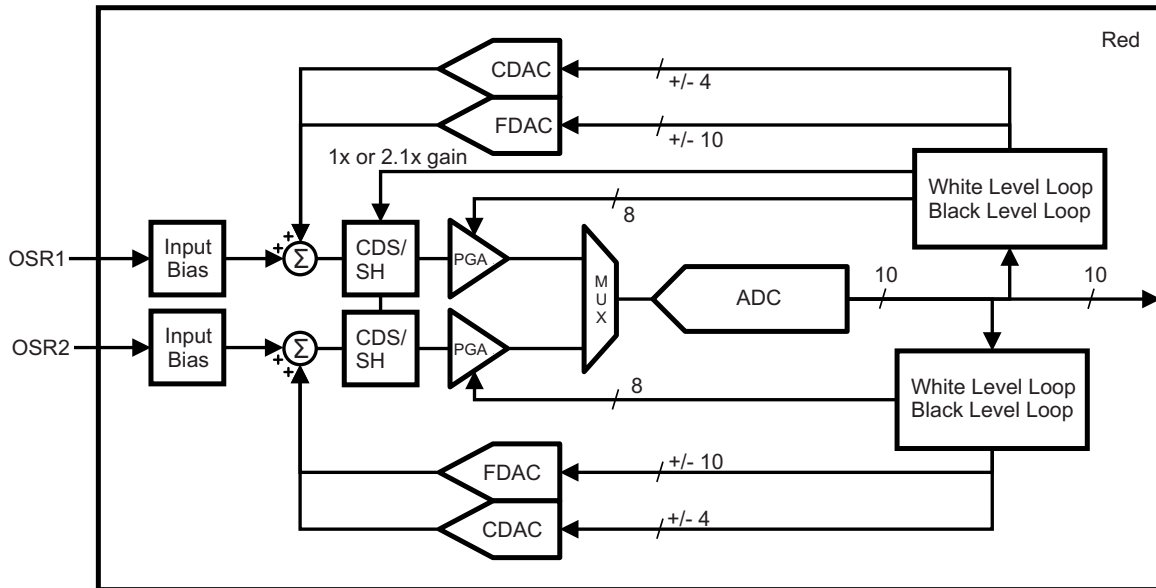 Red
CDAC
+/- 4
FDAC
+/- 10
1x or 2.1x gain
White Level Loop
Black Level Loop
8
OSR1
Input
Bias
+
+
Σ
CDS/
SH
PGA
MUX
ADC
10
10
OSR2
Input
Bias
+
+
Σ
CDS/
SH
PGA
8
White Level Loop
Black Level Loop
FDAC
+/- 10
CDAC
+/- 4